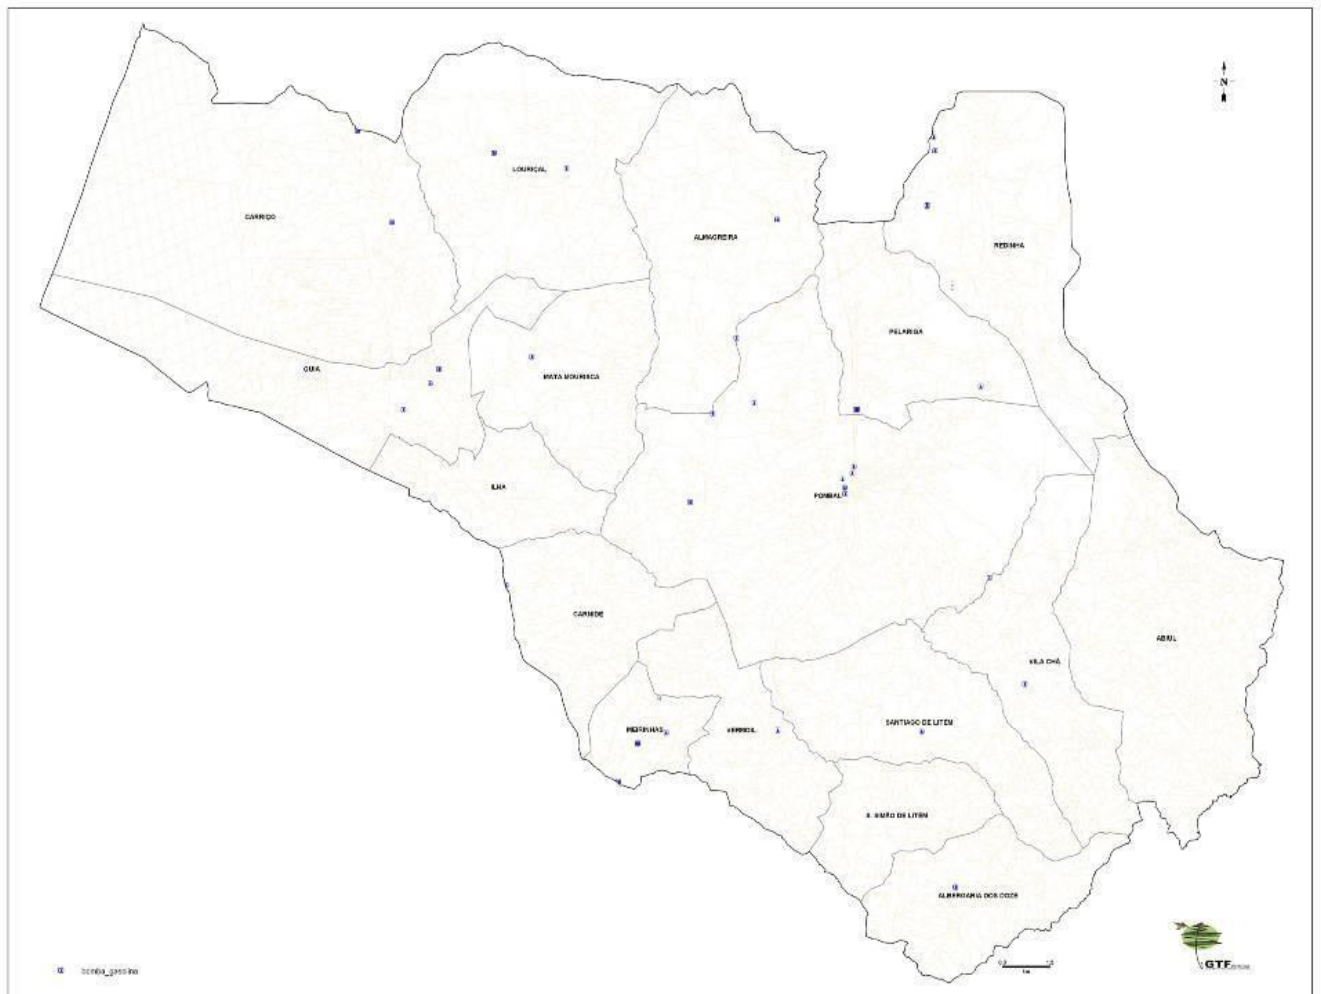 N
LOURIÇAL
CARRIÇO
ALMAGREIRA
REDINHA
PELARIGA
GUIA
MATA MOURISCA
ILHA
POMBAL
CARNIDE
ABIUL
VILA CHÃ
SANTIAGO DE LITÉM
MEIRINHAS
VERMOIL
S. SIMÃO DE LITÉM
ALBERGARIA DOS DOZE
bomba_gasolina
GTF